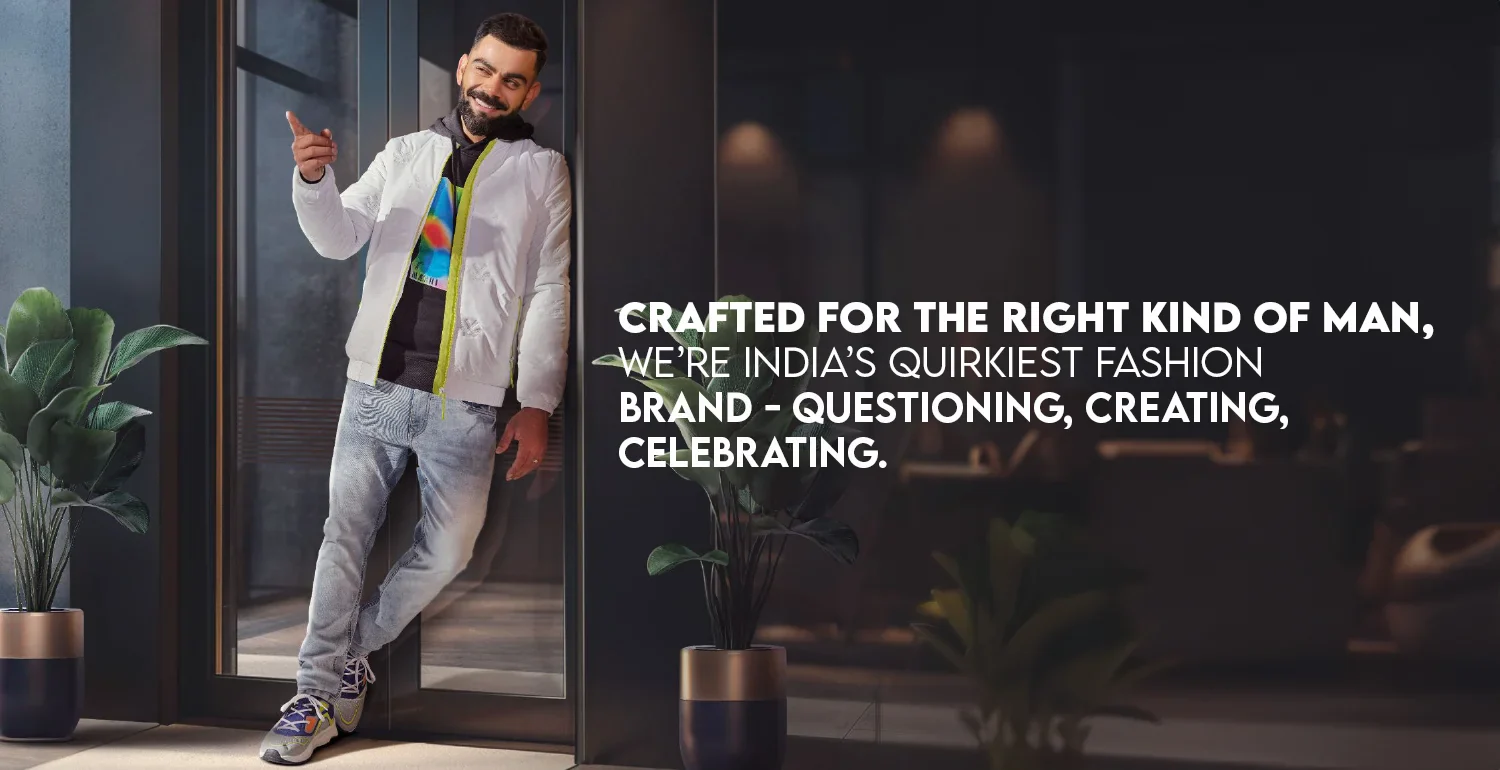 CRAFTED FOR THE RIGHT KIND OF MAN,
WE'RE INDIA'S QUIRKIEST FASHION
BRAND - QUESTIONING, CREATING,
CELEBRATING.